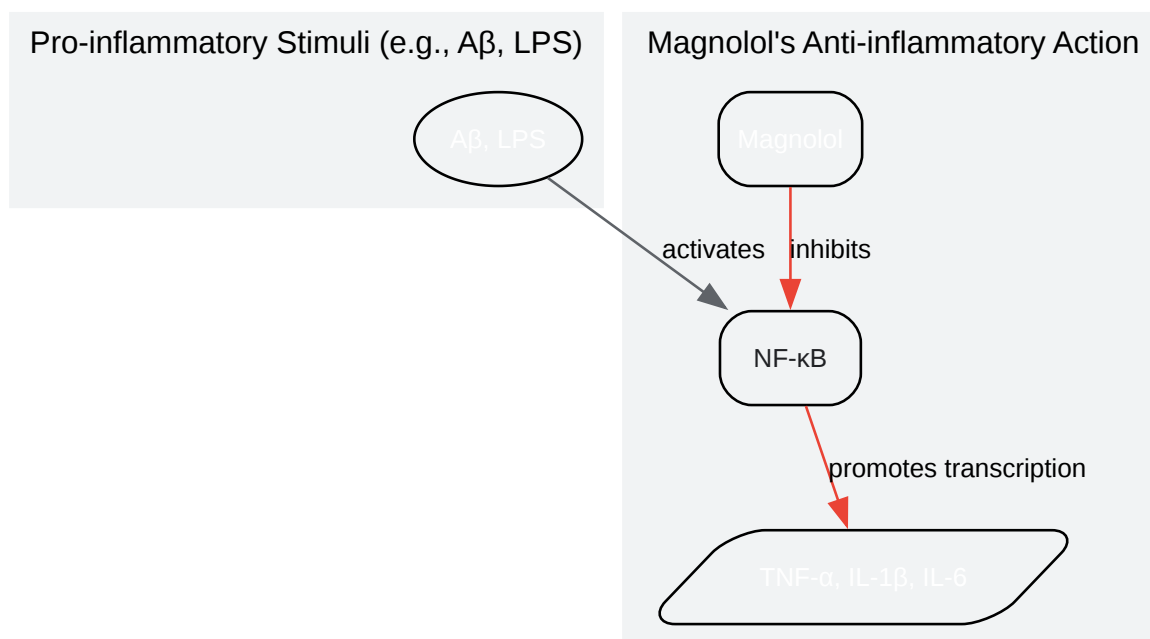 Pro-inflammatory Stimuli (e.g., Aβ, LPS)
Magnolol's Anti-inflammatory Action
Aβ, LPS
Magnolol
activates
inhibits
NF-κB
promotes transcription
TNF-α, IL-1β, IL-6